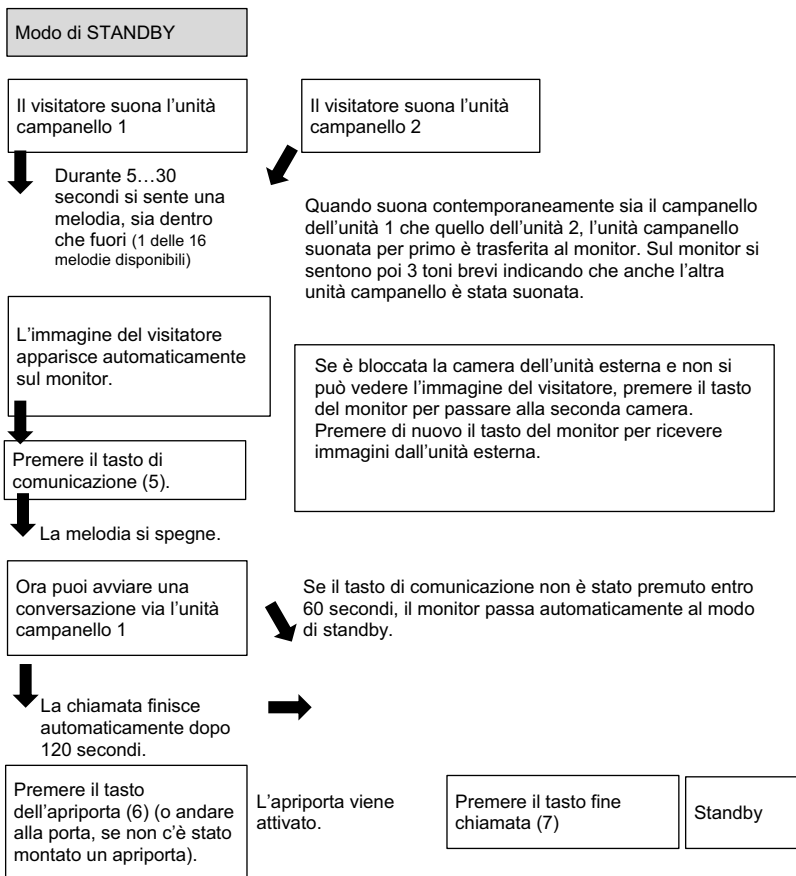 Modo di STANDBY
Il visitatore suona l'unità
campanello 1
Il visitatore suona l'unità
campanello 2
Durante 5…30
secondi si sente una
melodia, sia dentro
che fuori (1 delle 16
melodie disponibili)
Quando suona contemporaneamente sia il campanello
dell'unità 1 che quello dell'unità 2, l'unità campanello
suonata per primo è trasferita al monitor. Sul monitor si
sentono poi 3 toni brevi indicando che anche l'altra
unità campanello è stata suonata.
L'immagine del visitatore
apparisce automaticamente
sul monitor.
Se è bloccata la camera dell'unità esterna e non si
può vedere l'immagine del visitatore, premere il tasto
del monitor per passare alla seconda camera.
Premere di nuovo il tasto del monitor per ricevere
immagini dall'unità esterna.
Premere il tasto di
comunicazione (5).
La melodia si spegne.
Ora puoi avviare una
conversazione via l'unità
campanello 1
Se il tasto di comunicazione non è stato premuto entro
60 secondi, il monitor passa automaticamente al modo
di standby.
La chiamata finisce
automaticamente dopo
120 secondi.
Premere il tasto
dell'apriporta (6) (o andare
alla porta, se non c'è stato
montato un apriporta).
L'apriporta viene
attivato.
Premere il tasto fine
chiamata (7)
Standby